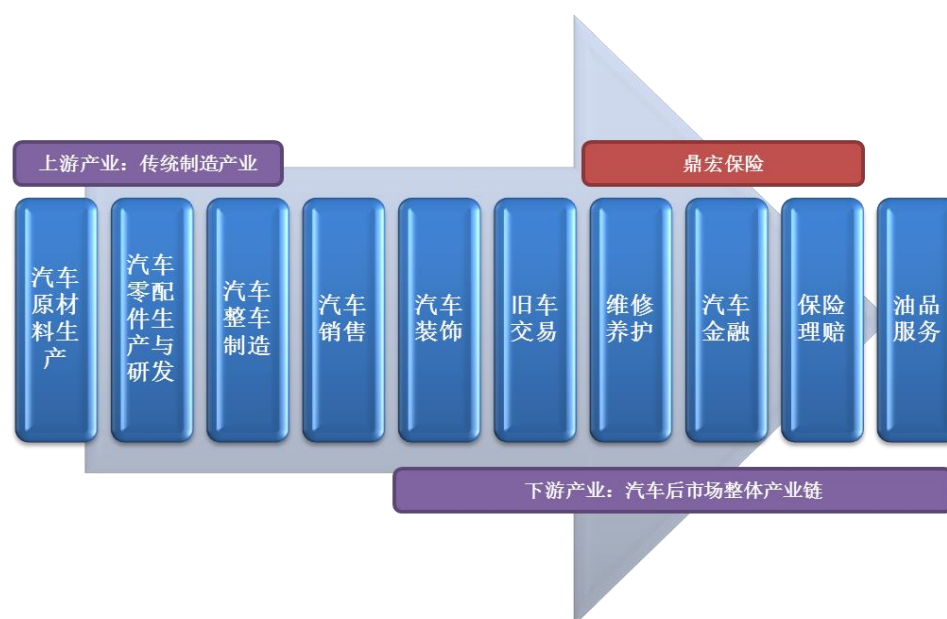 上游产业：传统制造产业
鼎宏保险
汽车
原材
料生
产
汽车
零配
件生
产与
研发
汽车
整车
制造
汽车
销售
汽车
装饰
旧车
交易
维修
养护
汽车
金融
保险
理赔
油品
服务
下游产业：汽车后市场整体产业链